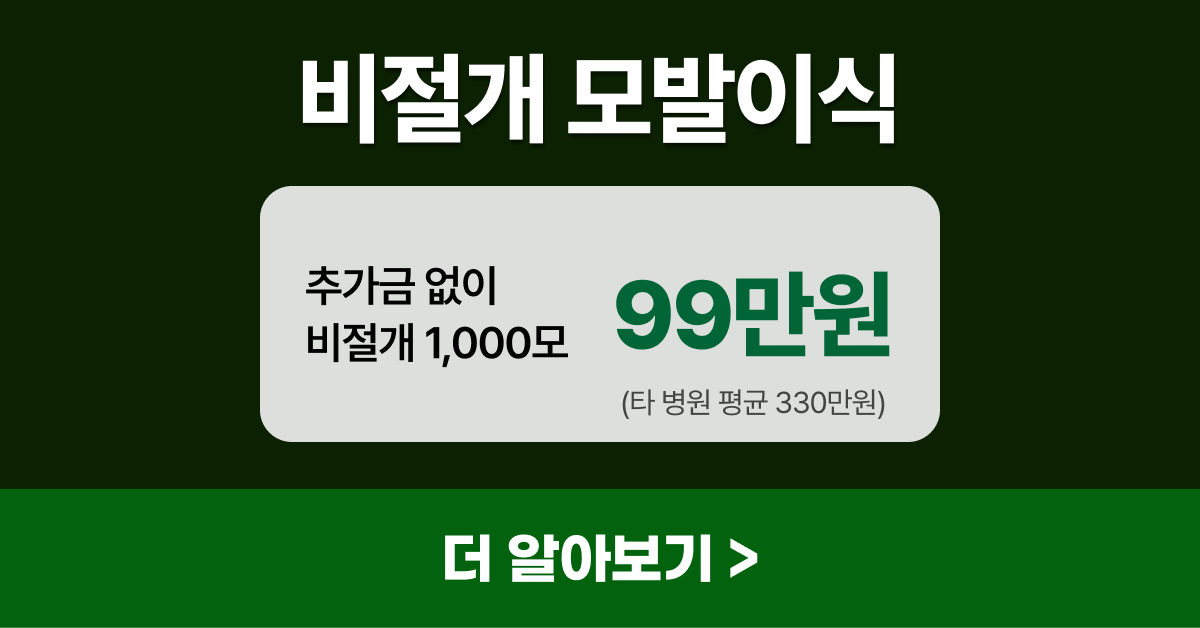 비절개 모발이식
추가금 없이
비절개 1,000모
99만원
(타 병원 평균 330만원)
더 알아보기 >